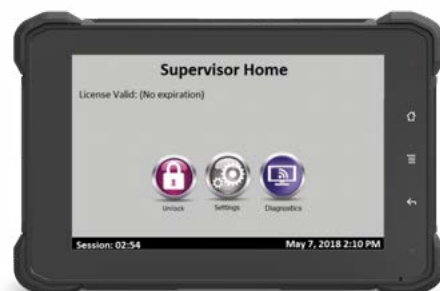 Supervisor Home
License Valid: (No expiration)
Unlock Settings Diagnostics
Session: 02:54 May 7, 2018 2:10 PM